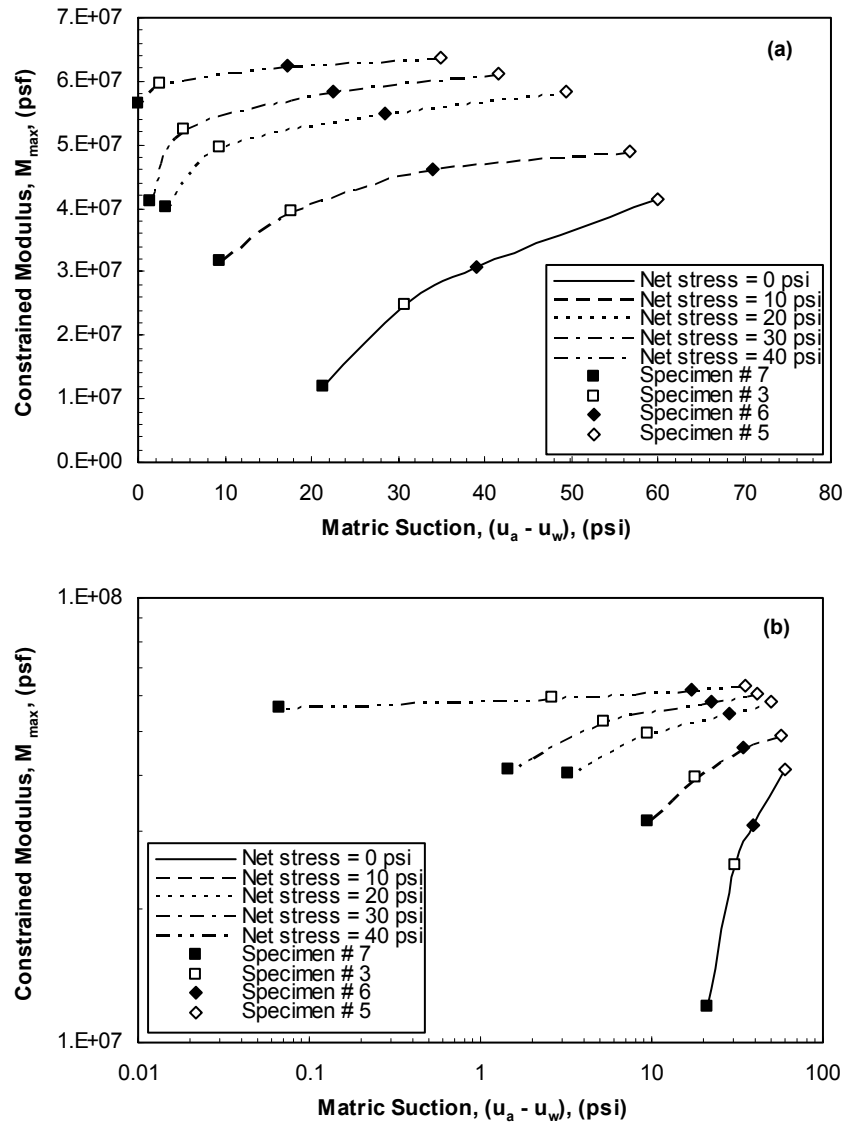 (a)
7.E+07
6.E+07
5.E+07
4.E+07
3.E+07
2.E+07
1.E+07
0.E+00
Constrained Modulus, M_max, (psf)
Net stress = 0 psi
Net stress = 10 psi
Net stress = 20 psi
Net stress = 30 psi
Net stress = 40 psi
Specimen # 7
Specimen # 3
Specimen # 6
Specimen # 5
0 10 20 30 40 50 60 70 80
Matric Suction, (u_a - u_w), (psi)
(b)
1.E+08
1.E+07
Constrained Modulus, M_max, (psf)
Net stress = 0 psi
Net stress = 10 psi
Net stress = 20 psi
Net stress = 30 psi
Net stress = 40 psi
Specimen # 7
Specimen # 3
Specimen # 6
Specimen # 5
0.01 0.1 1 10 100
Matric Suction, (u_a - u_w), (psi)